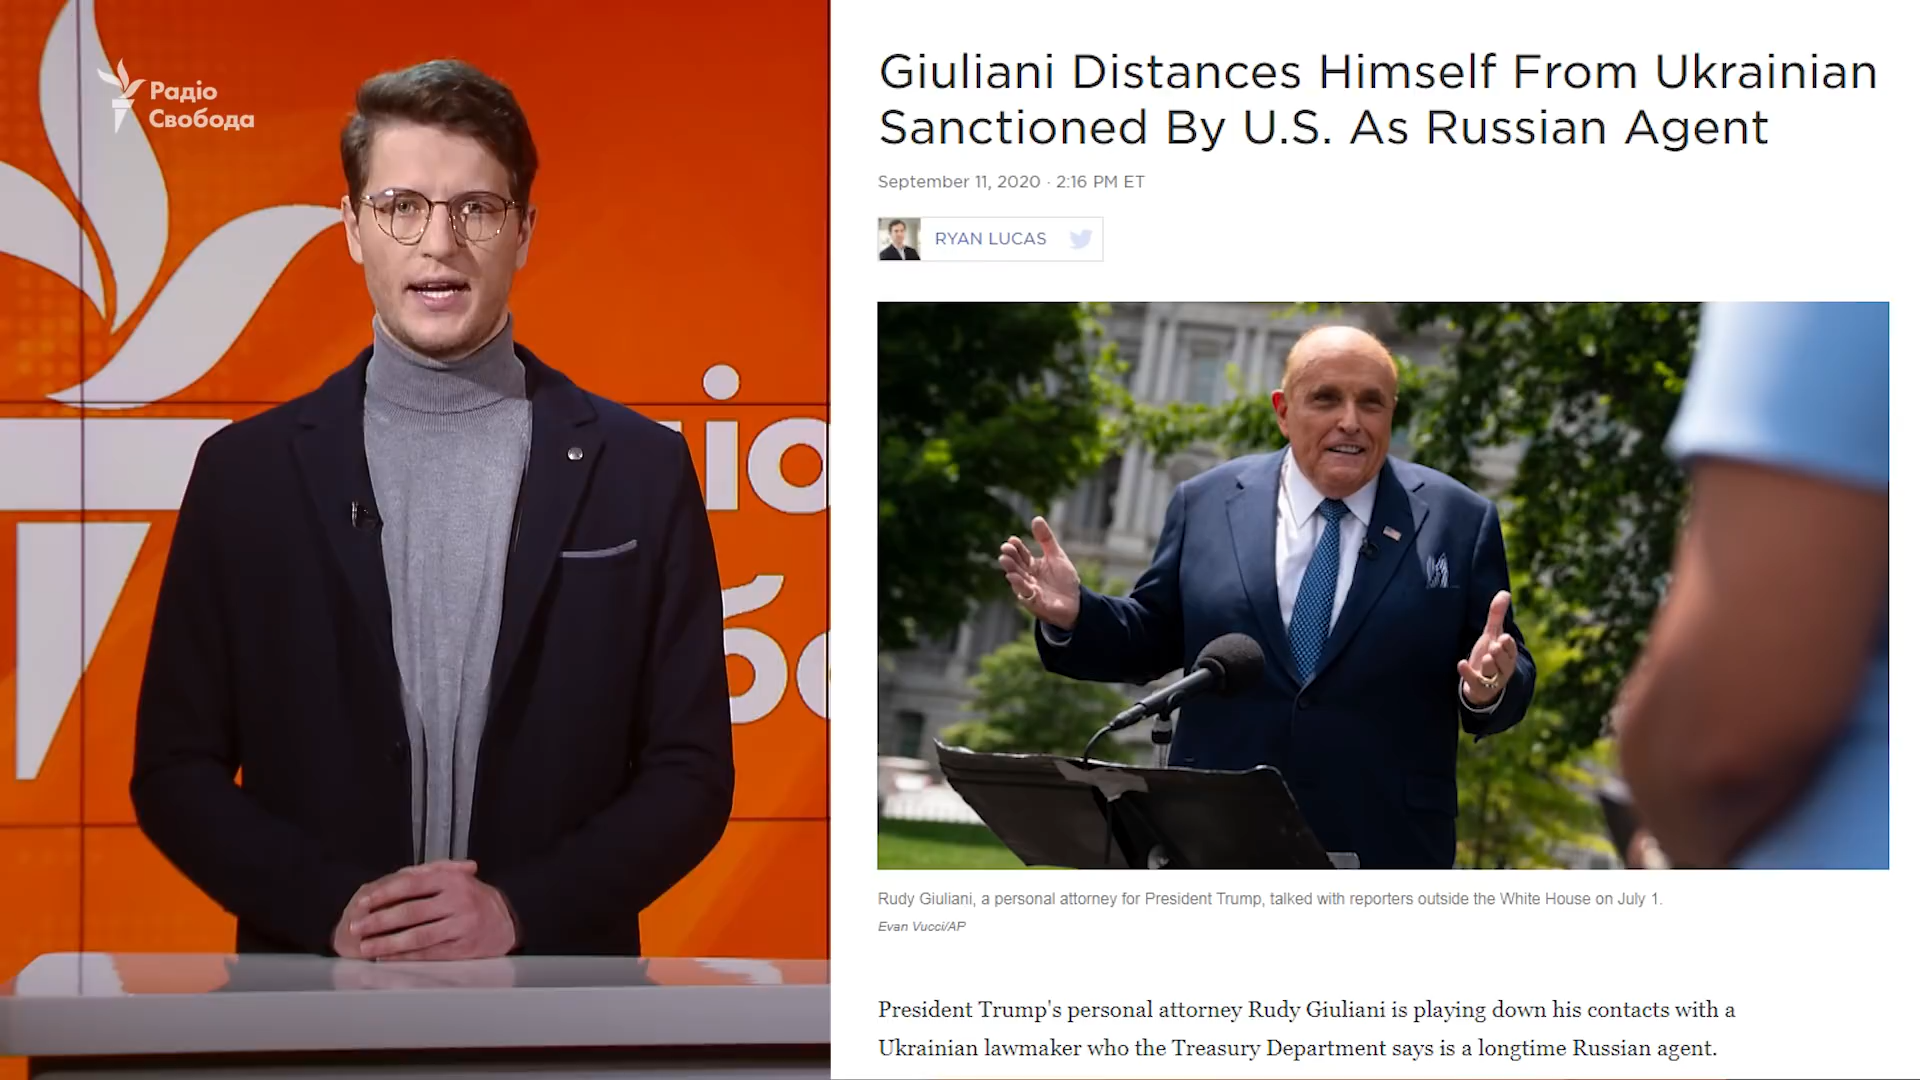 Радіо
Свобода
Giuliani Distances Himself From Ukrainian
Sanctioned By U.S. As Russian Agent
September 11, 2020 · 2:16 PM ET
RYAN LUCAS
Rudy Giuliani, a personal attorney for President Trump, talked with reporters outside the White House on July 1.
Evan Vucci/AP
President Trump's personal attorney Rudy Giuliani is playing down his contacts with a
Ukrainian lawmaker who the Treasury Department says is a longtime Russian agent.